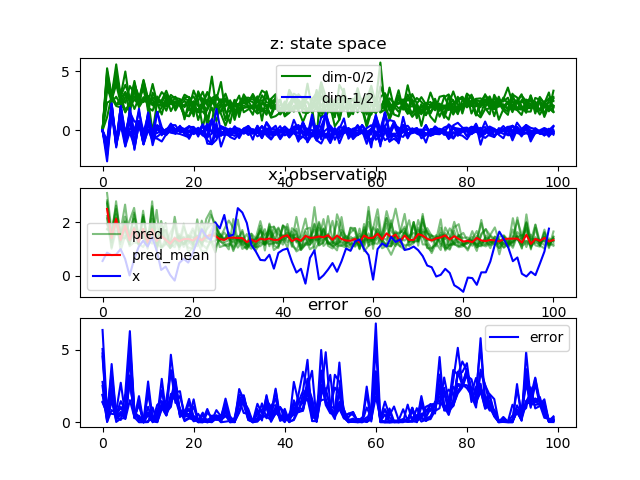 z: state space
5
0
dim-0/2
dim-1/2
0 20 40 60 80 100
x: observation
2
0
pred
pred_mean
x
0 20 40 60 80 100
error
5
0
error
0 20 40 60 80 100